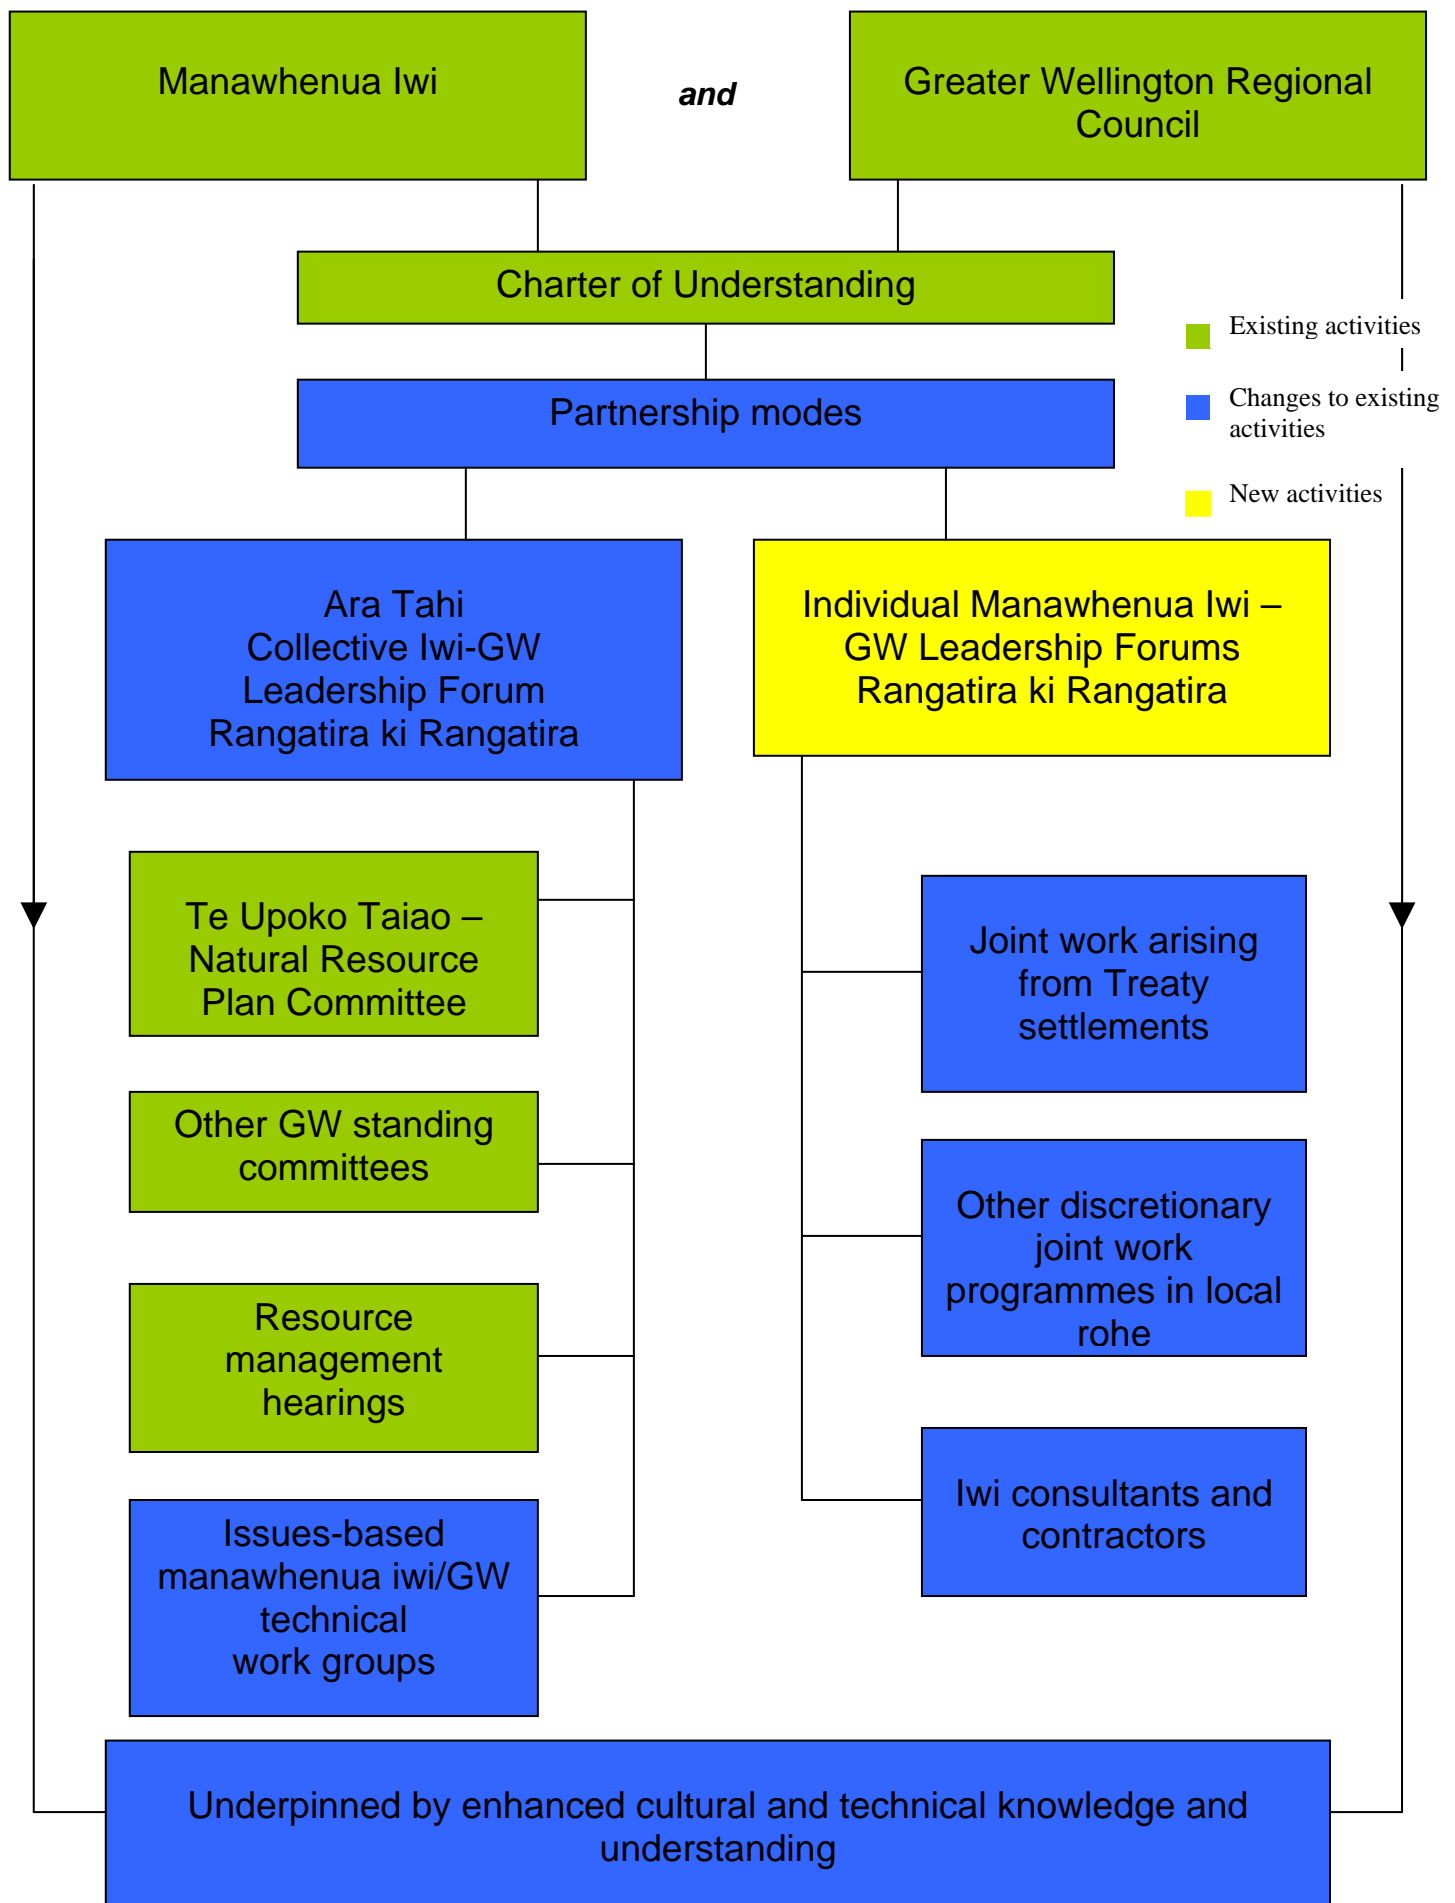 Manawhenua Iwi
and
Greater Wellington Regional
Council
Charter of Understanding
Existing activities
Partnership modes
Changes to existing
activities
New activities
Ara Tahi
Collective Iwi-GW
Leadership Forum
Rangatira ki Rangatira
Individual Manawhenua Iwi –
GW Leadership Forums
Rangatira ki Rangatira
Te Upoko Taiao –
Natural Resource
Plan Committee
Other GW standing
committees
Resource
management
hearings
Issues-based
manawhenua iwi/GW
technical
work groups
Joint work arising
from Treaty
settlements
Other discretionary
joint work
programmes in local
rohe
Iwi consultants and
contractors
Underpinned by enhanced cultural and technical knowledge and
understanding